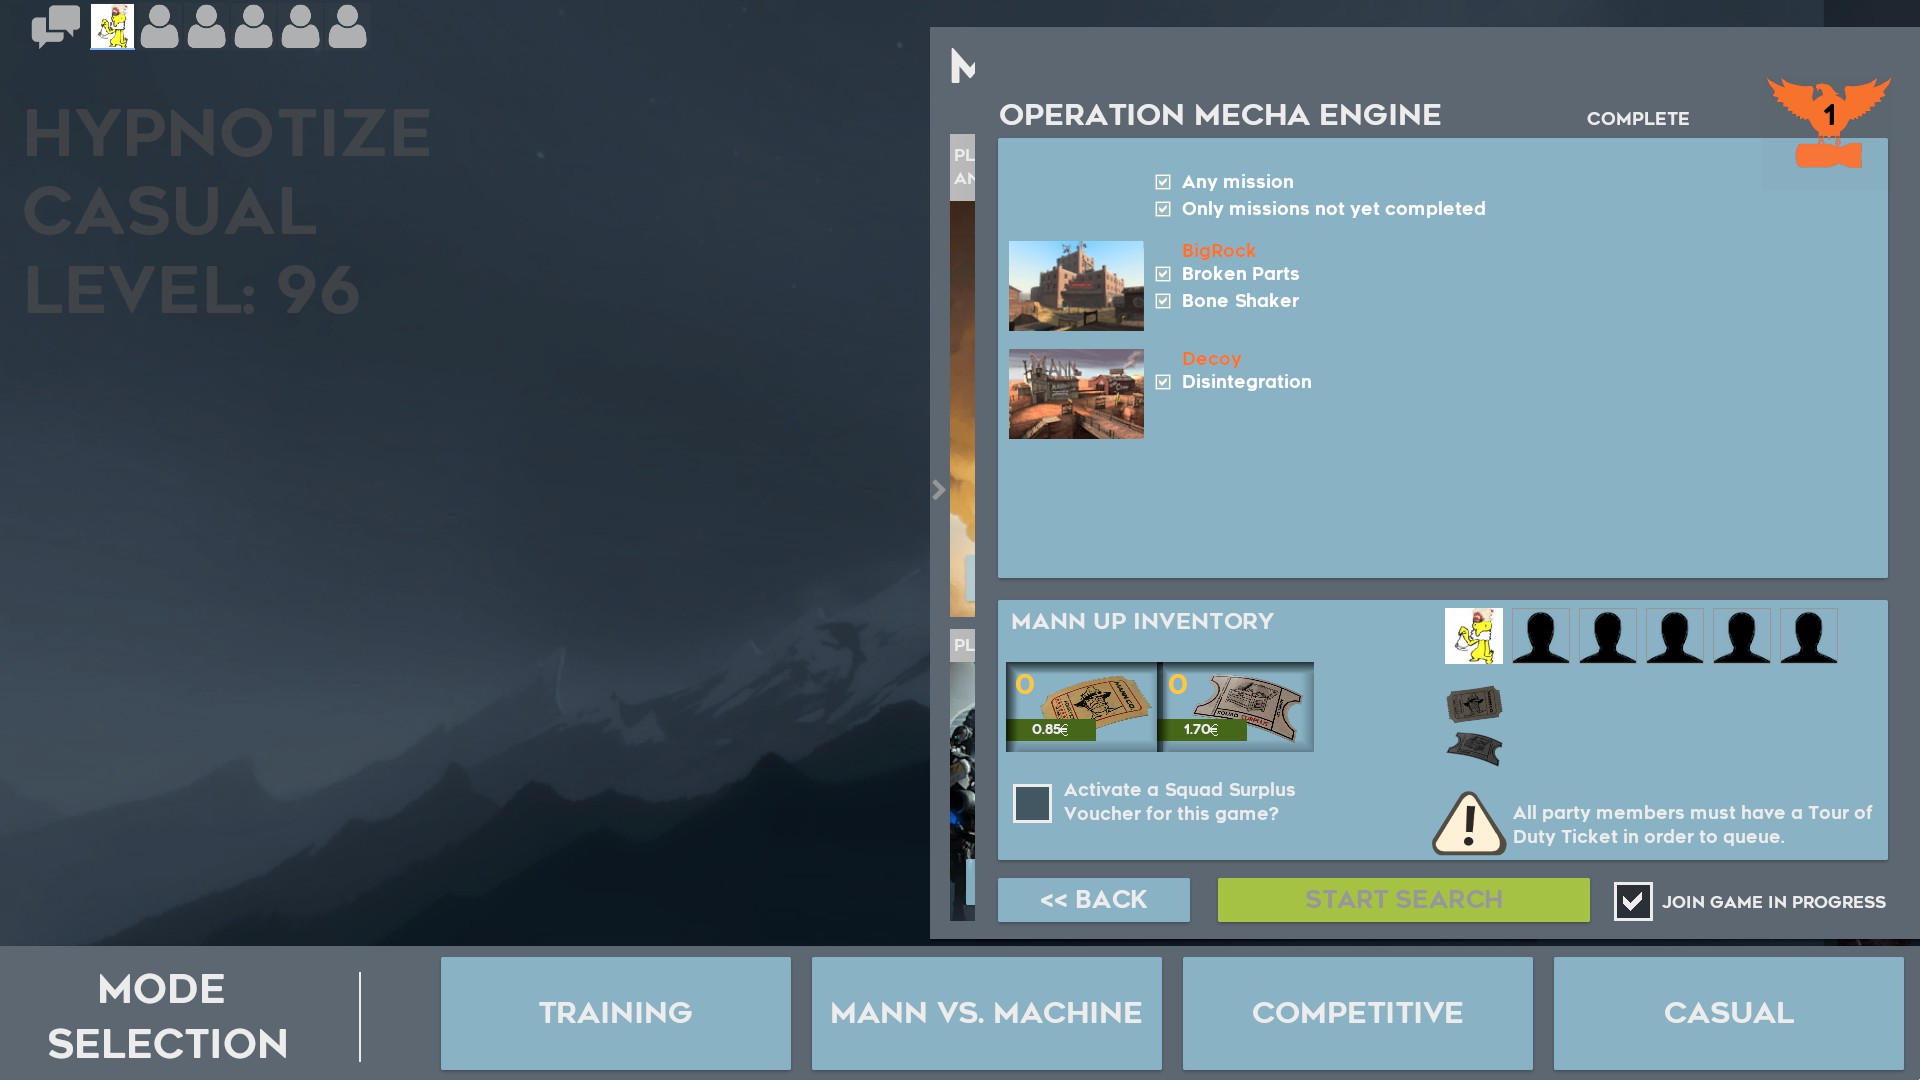 HYPNOTIZE
CASUAL
LEVEL: 96
M
PL
AN
PL
OPERATION MECHA ENGINE
COMPLETE
1
Any mission
Only missions not yet completed
BigRock
Broken Parts
Bone Shaker
Decoy
Disintegration
MANN UP INVENTORY
0
0
0.85€
1.70€
Activate a Squad Surplus
Voucher for this game?
All party members must have a Tour of
Duty Ticket in order to queue.
<< BACK
START SEARCH
JOIN GAME IN PROGRESS
MODE
SELECTION
TRAINING
MANN VS. MACHINE
COMPETITIVE
CASUAL